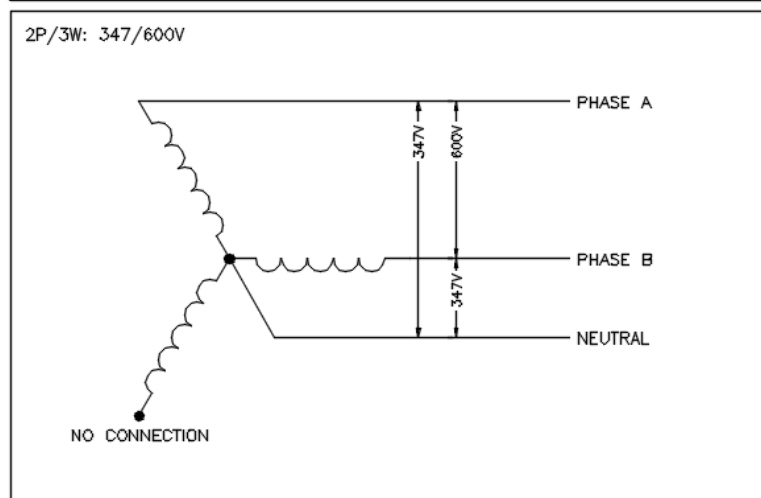 2P/3W: 347/600V
PHASE A
347V
600V
PHASE B
347V
NEUTRAL
NO CONNECTION